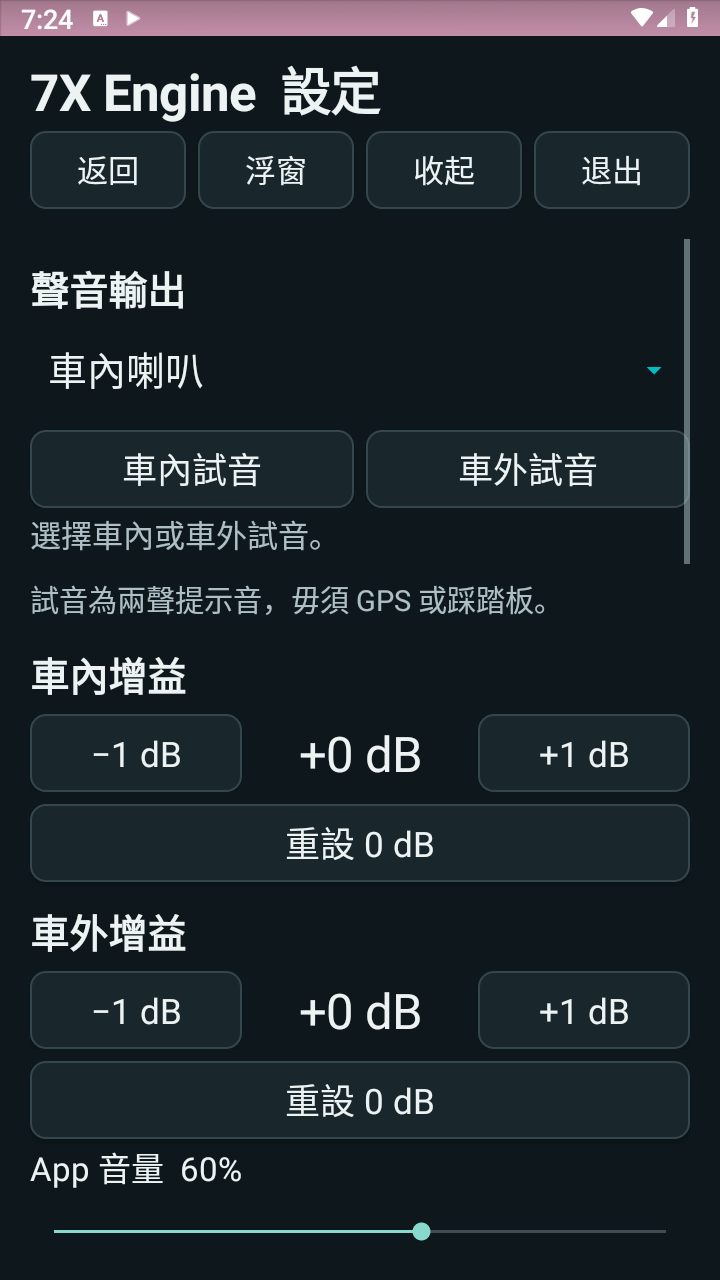 7:24
7X Engine 設定
返回 浮窗 收起 退出
聲音輸出
車內喇叭
車內試音 車外試音
選擇車內或車外試音。
試音為兩聲提示音，毋須 GPS 或踩踏板。
車內增益
−1 dB +0 dB +1 dB
重設 0 dB
車外增益
−1 dB +0 dB +1 dB
重設 0 dB
App 音量 60%